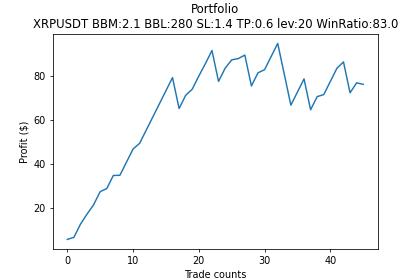 Portfolio
XRPUSDT BBM:2.1 BBL:280 SL:1.4 TP:0.6 lev:20 WinRatio:83.0
80
60
40
20
Profit ($)
0 10 20 30 40
Trade counts